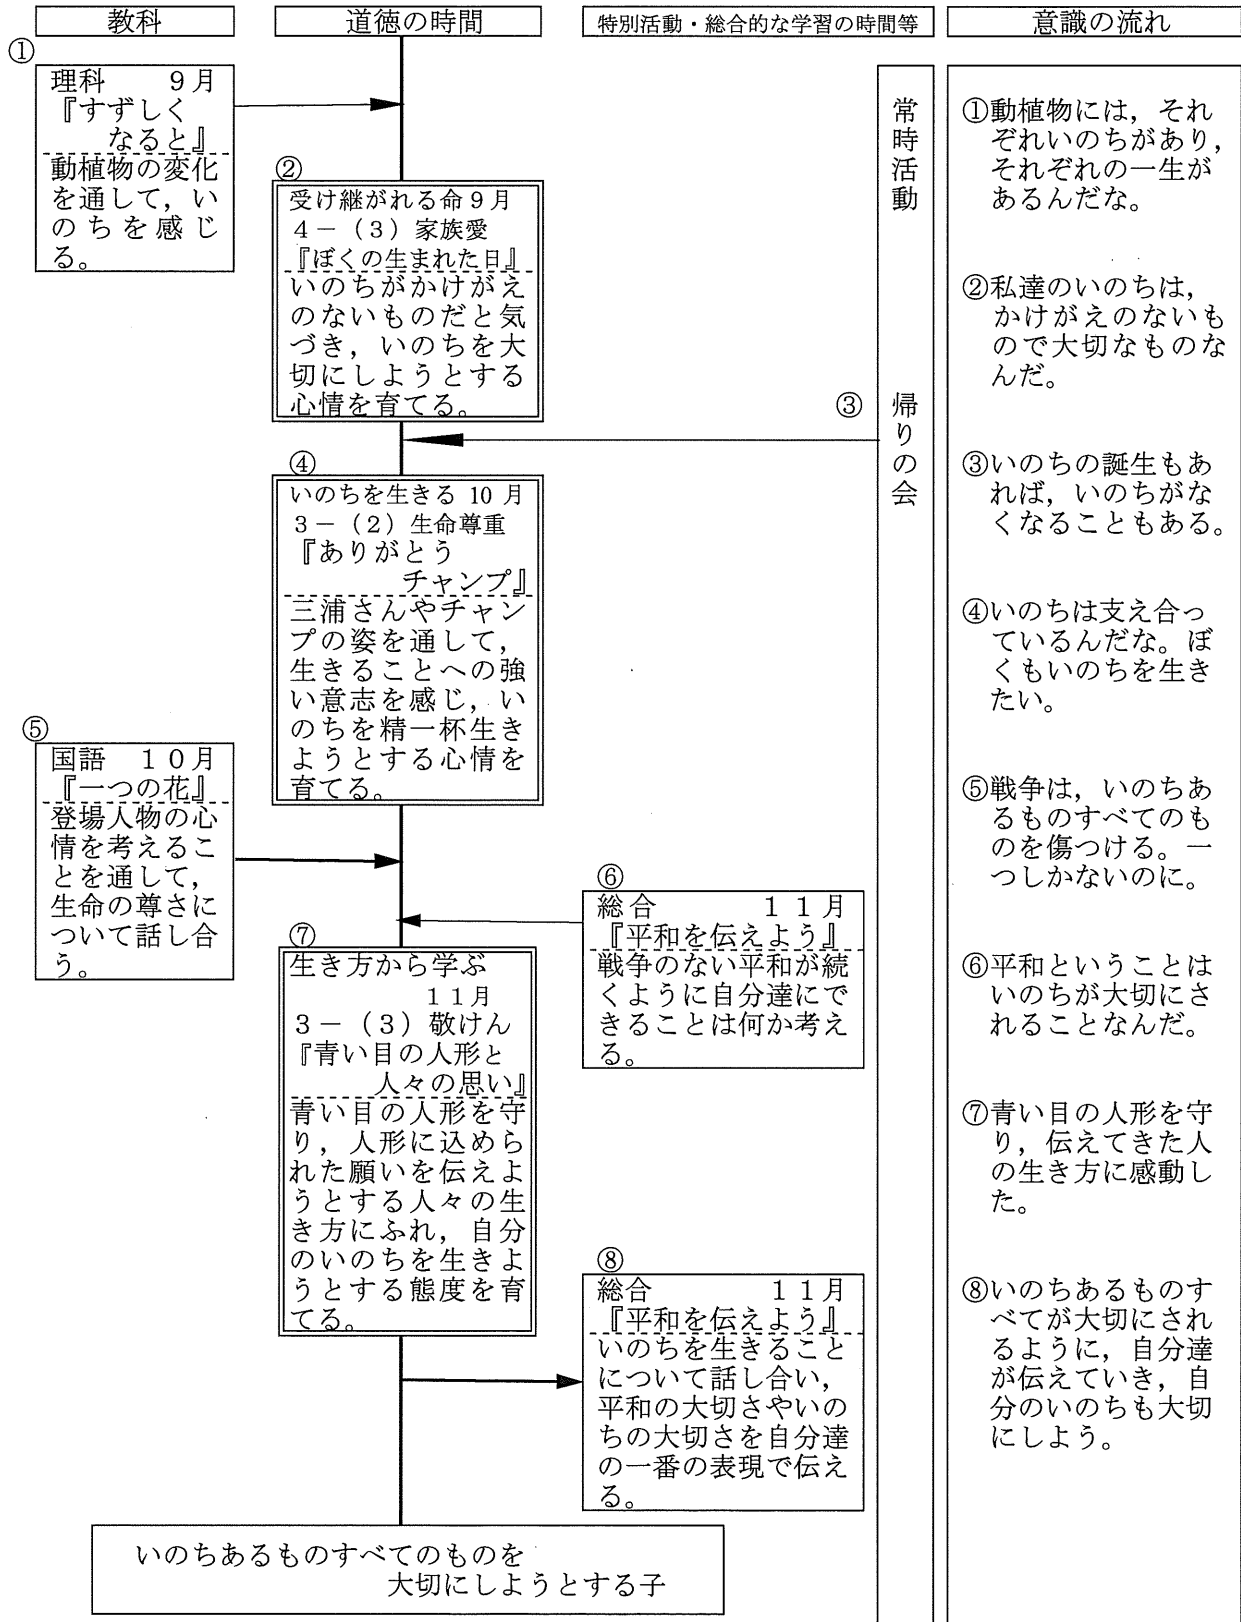 教科
道徳の時間
特別活動・総合的な学習の時間等
意識の流れ
①
理科 9月
『すずしく
なると』
動植物の変化
を通して,い
のちを感じ
る。
②
受け継がれる命9月
4-(3)家族愛
『ぼくの生まれた日』
いのちがかけがえ
のないものだと気
づき,いのちを大
切にしようとする
心情を育てる。
③
常時活動
帰りの会
④
いのちを生きる 10 月
3-(2)生命尊重
『ありがとう
チャンプ』
三浦さんやチャン
プの姿を通して,
生きることへの強
い意志を感じ,い
のちを精一杯生き
ようとする心情を
育てる。
⑤
国語 10月
『一つの花』
登場人物の心
情を考えるこ
とを通して,
生命の尊さに
ついて話し合
う。
⑥
総合 11月
『平和を伝えよう』
戦争のない平和が続
くように自分達にで
きることは何か考え
る。
⑦
生き方から学ぶ
11月
3-(3)敬けん
『青い目の人形と
人々の思い』
青い目の人形を守
り,人形に込めら
れた願いを伝えよ
うとする人々の生
き方にふれ,自分
のいのちを生きよ
うとする態度を育
てる。
⑧
総合 11月
『平和を伝えよう』
いのちを生きること
について話し合い,
平和の大切さやいの
ちの大切さを自分達
の一番の表現で伝え
る。
いのちあるものすべてのものを
大切にしようとする子
①動植物には,それ
ぞれいのちがあり,
それぞれの一生が
あるんだな。
②私達のいのちは,
かけがえのないも
ので大切なものな
んだ。
③いのちの誕生もあ
れば,いのちがな
くなることもある。
④いのちは支え合っ
ているんだな。ぼ
くもいのちを生き
たい。
⑤戦争は,いのちあ
るものすべてのも
のを傷つける。一
つしかないのに。
⑥平和ということは
いのちが大切にさ
れることなんだ。
⑦青い目の人形を守
り,伝えてきた人
の生き方に感動し
た。
⑧いのちあるものす
べてが大切にされ
るように,自分達
が伝えていき,自
分のいのちも大切
にしよう。